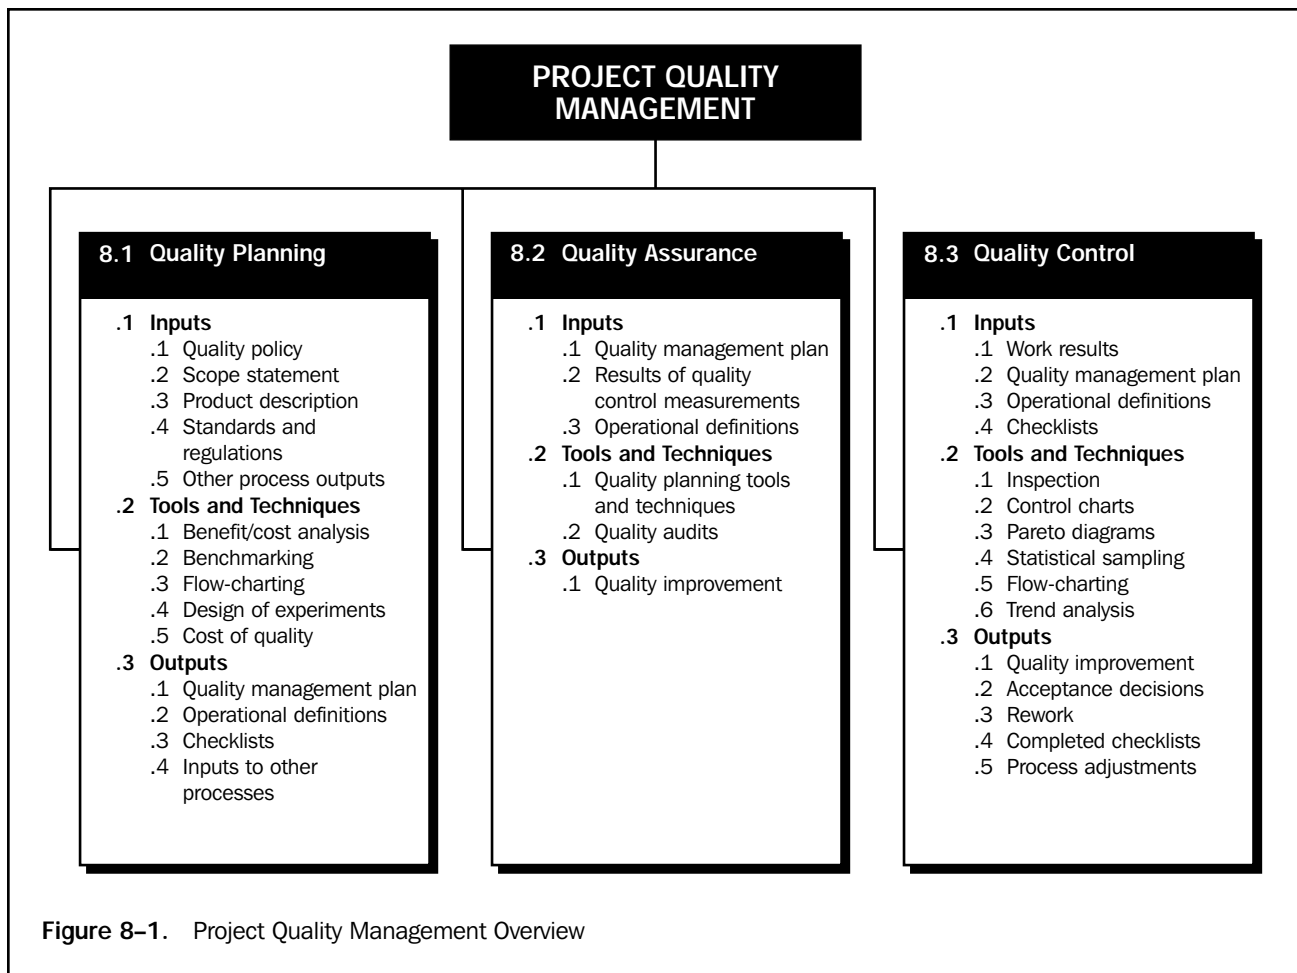 PROJECT QUALITY
MANAGEMENT
8.1 Quality Planning
.1 Inputs
.1 Quality policy
.2 Scope statement
.3 Product description
.4 Standards and
regulations
.5 Other process outputs
.2 Tools and Techniques
.1 Benefit/cost analysis
.2 Benchmarking
.3 Flow-charting
.4 Design of experiments
.5 Cost of quality
.3 Outputs
.1 Quality management plan
.2 Operational definitions
.3 Checklists
.4 Inputs to other
processes
8.2 Quality Assurance
.1 Inputs
.1 Quality management plan
.2 Results of quality
control measurements
.3 Operational definitions
.2 Tools and Techniques
.1 Quality planning tools
and techniques
.2 Quality audits
.3 Outputs
.1 Quality improvement
8.3 Quality Control
.1 Inputs
.1 Work results
.2 Quality management plan
.3 Operational definitions
.4 Checklists
.2 Tools and Techniques
.1 Inspection
.2 Control charts
.3 Pareto diagrams
.4 Statistical sampling
.5 Flow-charting
.6 Trend analysis
.3 Outputs
.1 Quality improvement
.2 Acceptance decisions
.3 Rework
.4 Completed checklists
.5 Process adjustments
Figure 8–1. Project Quality Management Overview